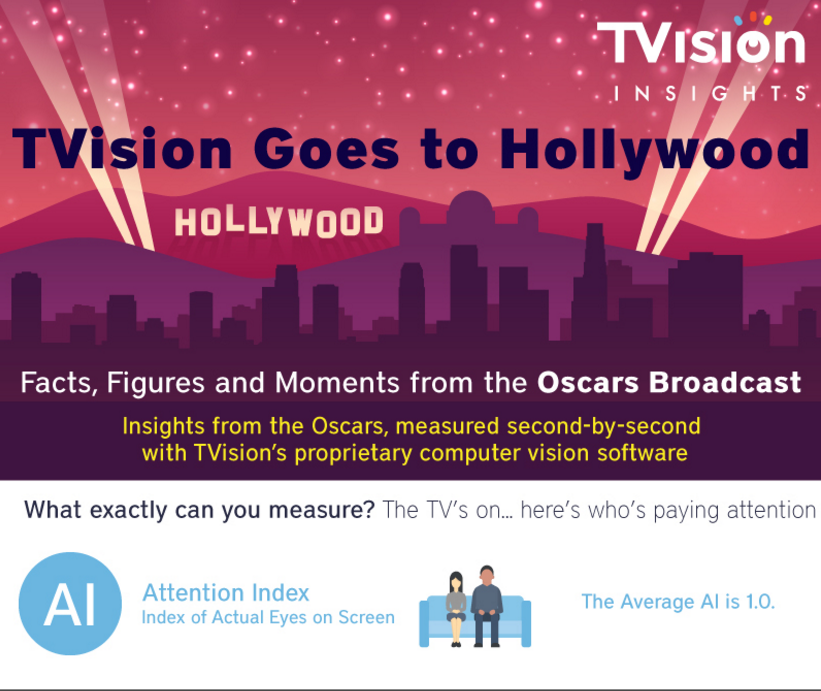 TVision
INSIGHTS
TVision Goes to Hollywood
HOLLYWOOD
Facts, Figures and Moments from the Oscars Broadcast
Insights from the Oscars, measured second-by-second
with TVision's proprietary computer vision software
What exactly can you measure? The TV's on... here's who's paying attention
AI
Attention Index
Index of Actual Eyes on Screen
The Average AI is 1.0.